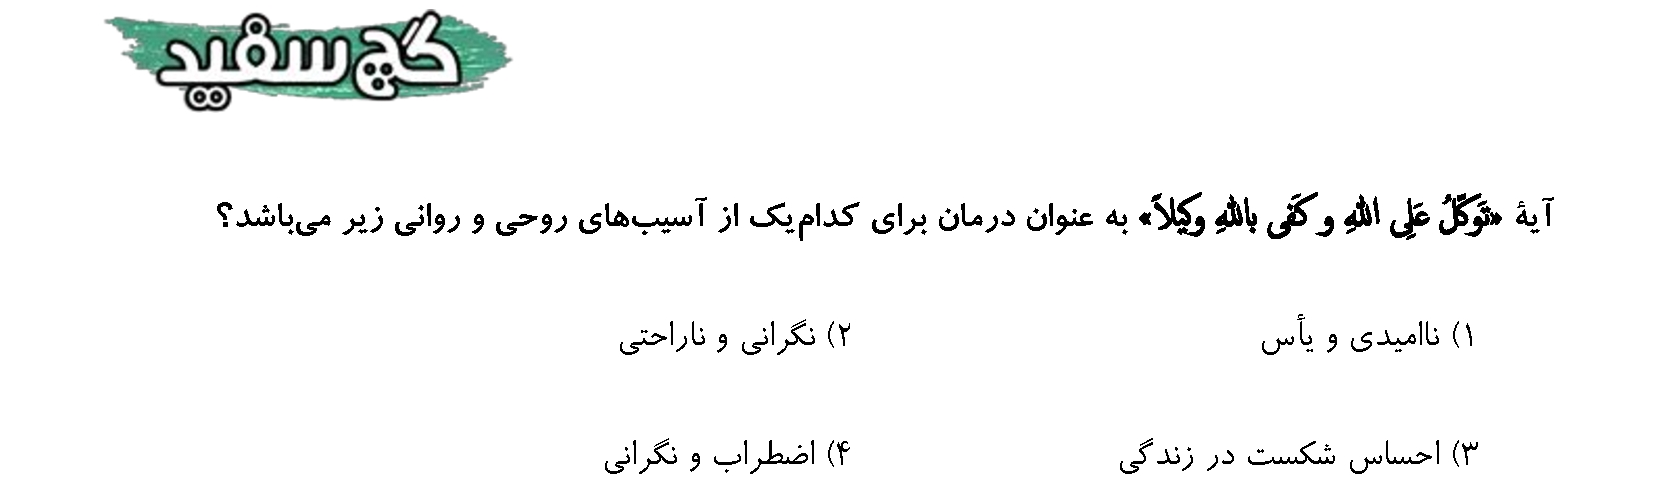 گچ سفید
آیهٔ «تَوَکَّلُ عَلِی اللهِ و کَفی باللهِ وکیلاً» به عنوان درمان برای کدام‌یک از آسیب‌های روحی و روانی زیر می‌باشد؟
۱) ناامیدی و یأس ۲) نگرانی و ناراحتی
۳) احساس شکست در زندگی ۴) اضطراب و نگرانی